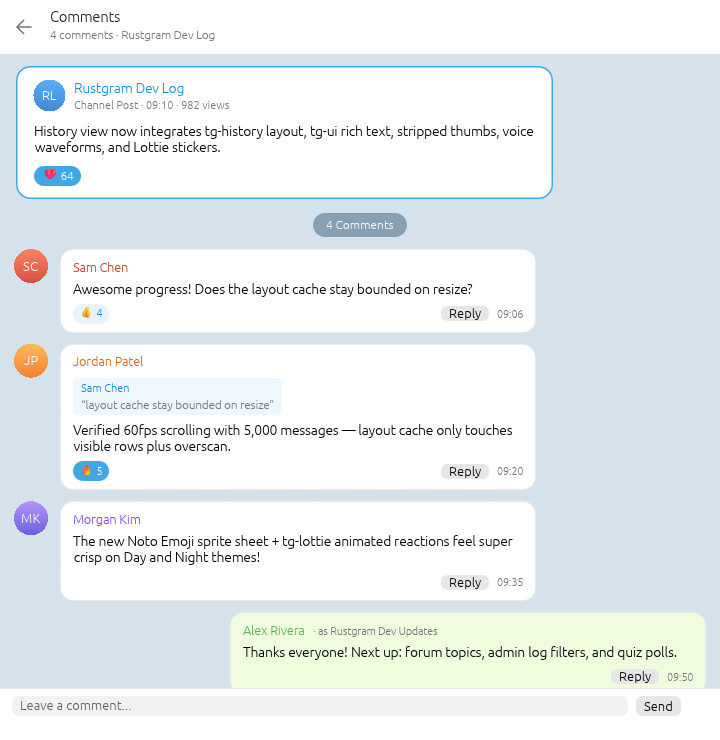 Comments
4 comments · Rustgram Dev Log
RL
Rustgram Dev Log
Channel Post · 09:10 · 982 views
History view now integrates tg-history layout, tg-ui rich text, stripped thumbs, voice
waveforms, and Lottie stickers.
64
4 Comments
SC
Sam Chen
Awesome progress! Does the layout cache stay bounded on resize?
4
Reply
09:06
JP
Jordan Patel
Sam Chen
"layout cache stay bounded on resize"
Verified 60fps scrolling with 5,000 messages — layout cache only touches
visible rows plus overscan.
5
Reply
09:20
MK
Morgan Kim
The new Noto Emoji sprite sheet + tg-lottie animated reactions feel super
crisp on Day and Night themes!
Reply
09:35
Alex Rivera · as Rustgram Dev Updates
Thanks everyone! Next up: forum topics, admin log filters, and quiz polls.
Reply
09:50
Leave a comment...
Send